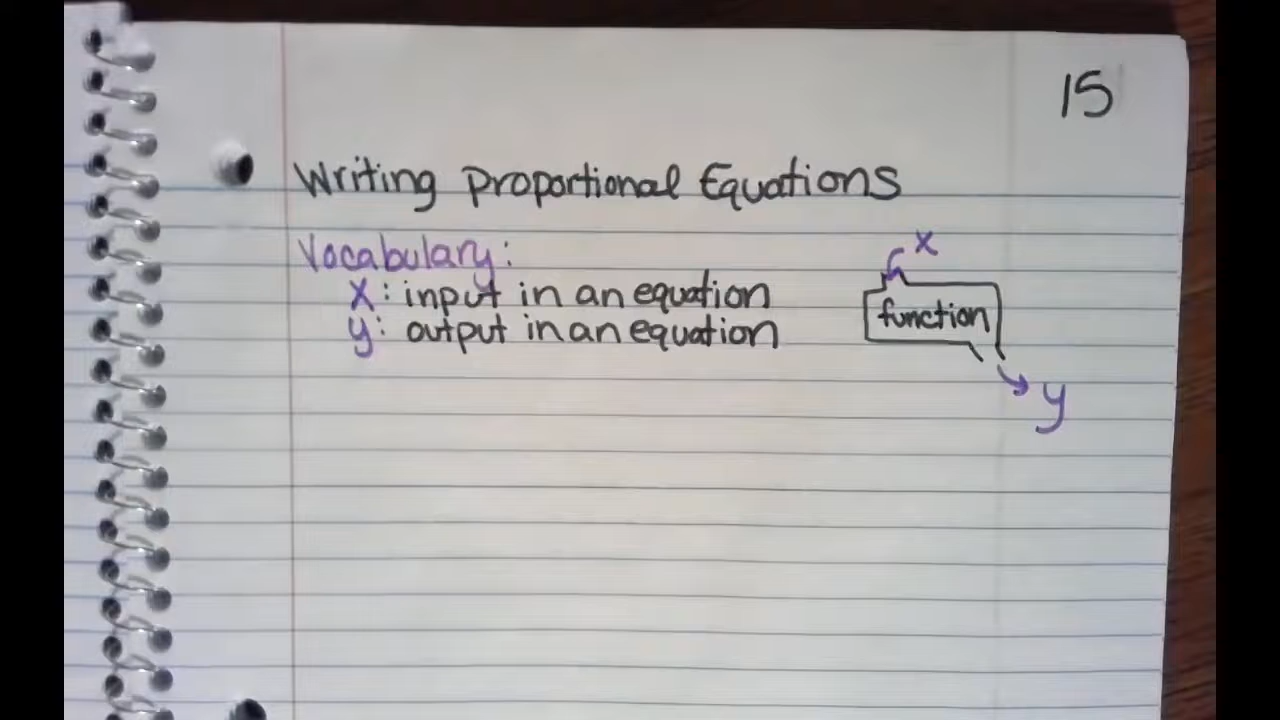 15
Writing Proportional Equations
Vocabulary:
x: input in an equation
y: output in an equation
x
function
y